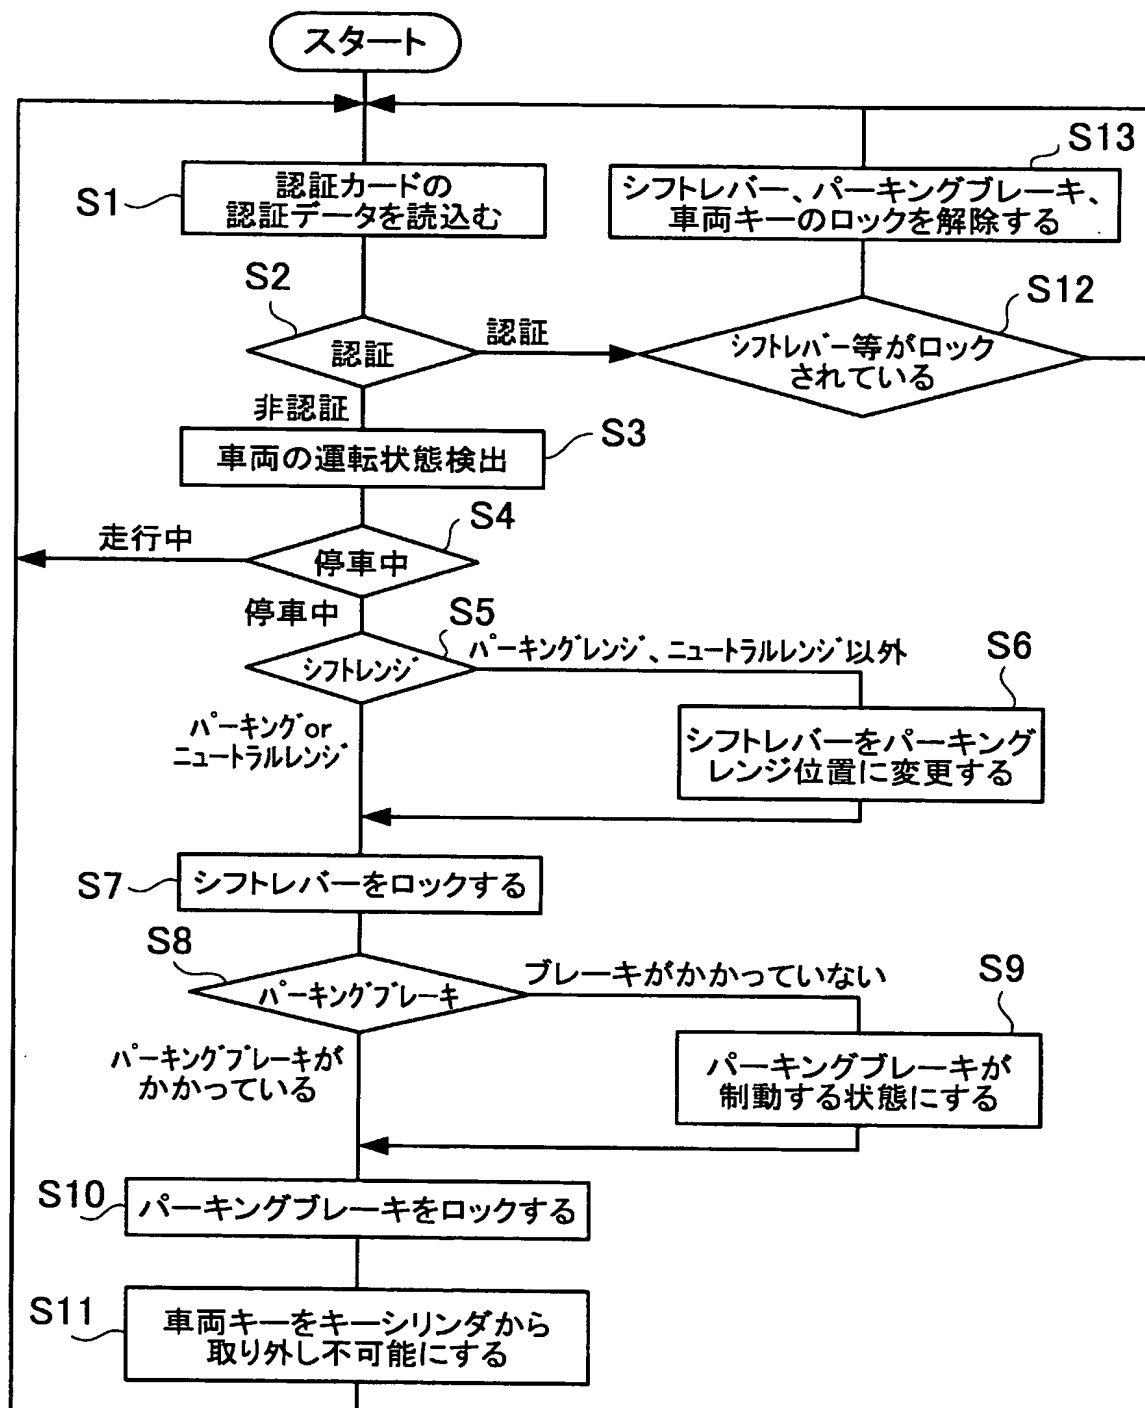 スタート
S13
S1
認証カードの
認証データを読込む
シフトレバー、パーキングブレーキ、
車両キーのロックを解除する
S2
認証
認証
S12
シフトレバー等がロック
されている
非認証
S3
車両の運転状態検出
S4
走行中
停車中
停車中
S5
シフトレンジ
パーキングレンジ、ニュートラルレンジ以外
S6
パーキングor
ニュートラルレンジ
シフトレバーをパーキング
レンジ位置に変更する
S7
シフトレバーをロックする
S8
パーキングブレーキ
ブレーキがかかっていない
S9
パーキングブレーキが
かかっている
パーキングブレーキが
制動する状態にする
S10
パーキングブレーキをロックする
S11
車両キーをキーシリンダから
取り外し不可能にする